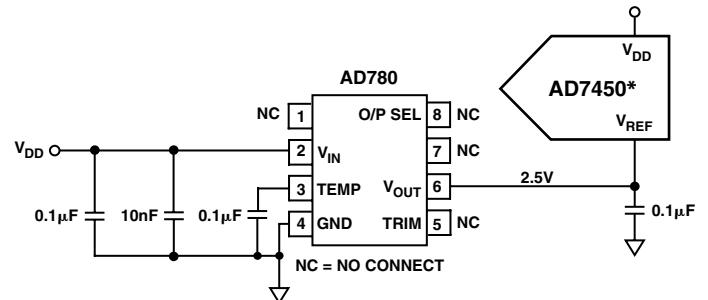 V_DD
AD780
AD7450*
NC 1
O/P SEL 8 NC
V_REF
V_DD
2 V_IN
7 NC
3 TEMP
V_OUT 6
2.5V
0.1µF
10nF
0.1µF
4 GND
TRIM 5 NC
0.1µF
NC = NO CONNECT